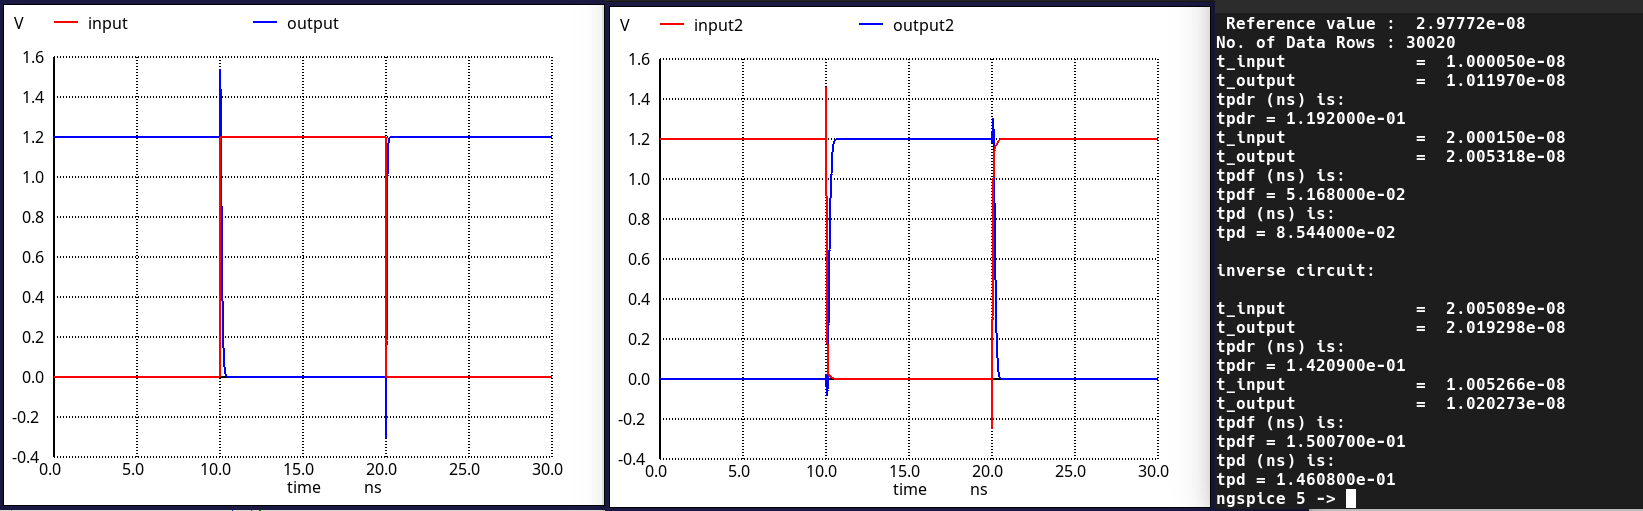 V input output
1.6
1.4
1.2
1.0
0.8
0.6
0.4
0.2
0.0
-0.2
-0.4
0.0 5.0 10.0 15.0 20.0 25.0 30.0
time ns
V input2 output2
1.6
1.4
1.2
1.0
0.8
0.6
0.4
0.2
0.0
-0.2
-0.4
0.0 5.0 10.0 15.0 20.0 25.0 30.0
time ns
Reference value : 2.97772e-08
No. of Data Rows : 30020
t_input = 1.000050e-08
t_output = 1.011970e-08
tpdr (ns) is:
tpdr = 1.192000e-01
t_input = 2.000150e-08
t_output = 2.005318e-08
tpdf (ns) is:
tpdf = 5.168000e-02
tpd (ns) is:
tpd = 8.544000e-02
inverse circuit:
t_input = 2.005089e-08
t_output = 2.019298e-08
tpdr (ns) is:
tpdr = 1.420900e-01
t_input = 1.005266e-08
t_output = 1.020273e-08
tpdf (ns) is:
tpdf = 1.500700e-01
tpd (ns) is:
tpd = 1.460800e-01
ngspice 5 ->